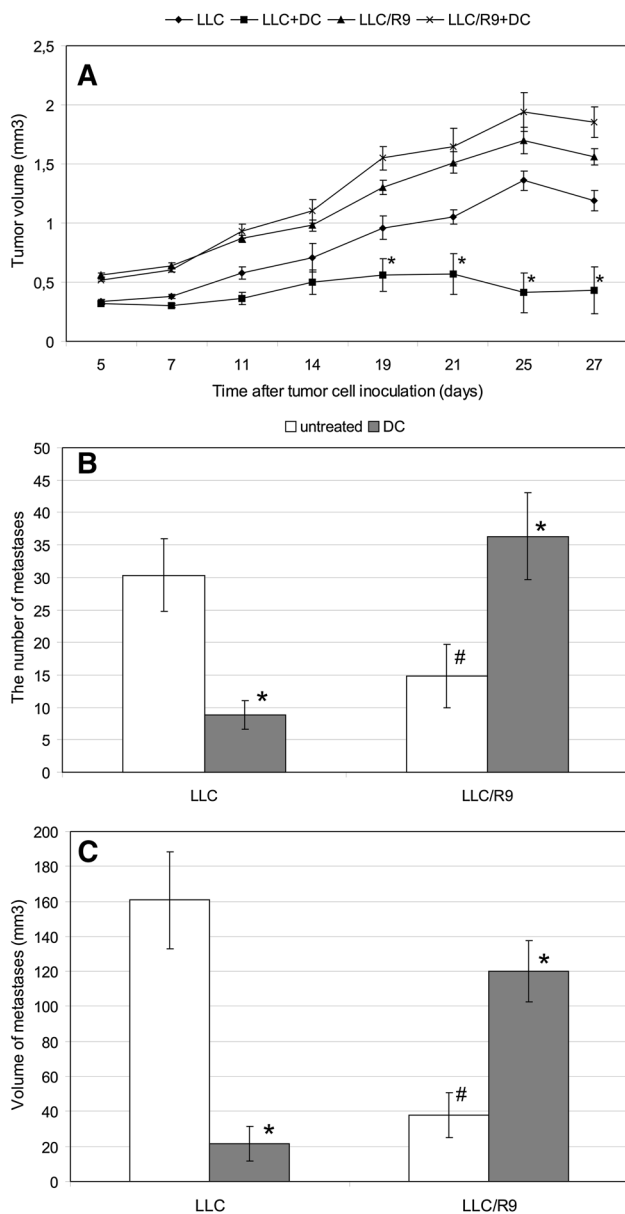 LLC LLC+DC LLC/R9 LLC/R9+DC
A
Tumor volume (mm3)
2,5
2
1,5
1
0,5
0
* * * *
5 7 11 14 19 21 25 27
Time after tumor cell inoculation (days)
untreated DC
B
The number of metastases
50
45
40
35
30
25
20
15
10
5
0
* # *
LLC LLC/R9
C
Volume of metastases (mm3)
200
180
160
140
120
100
80
60
40
20
0
* # *
LLC LLC/R9